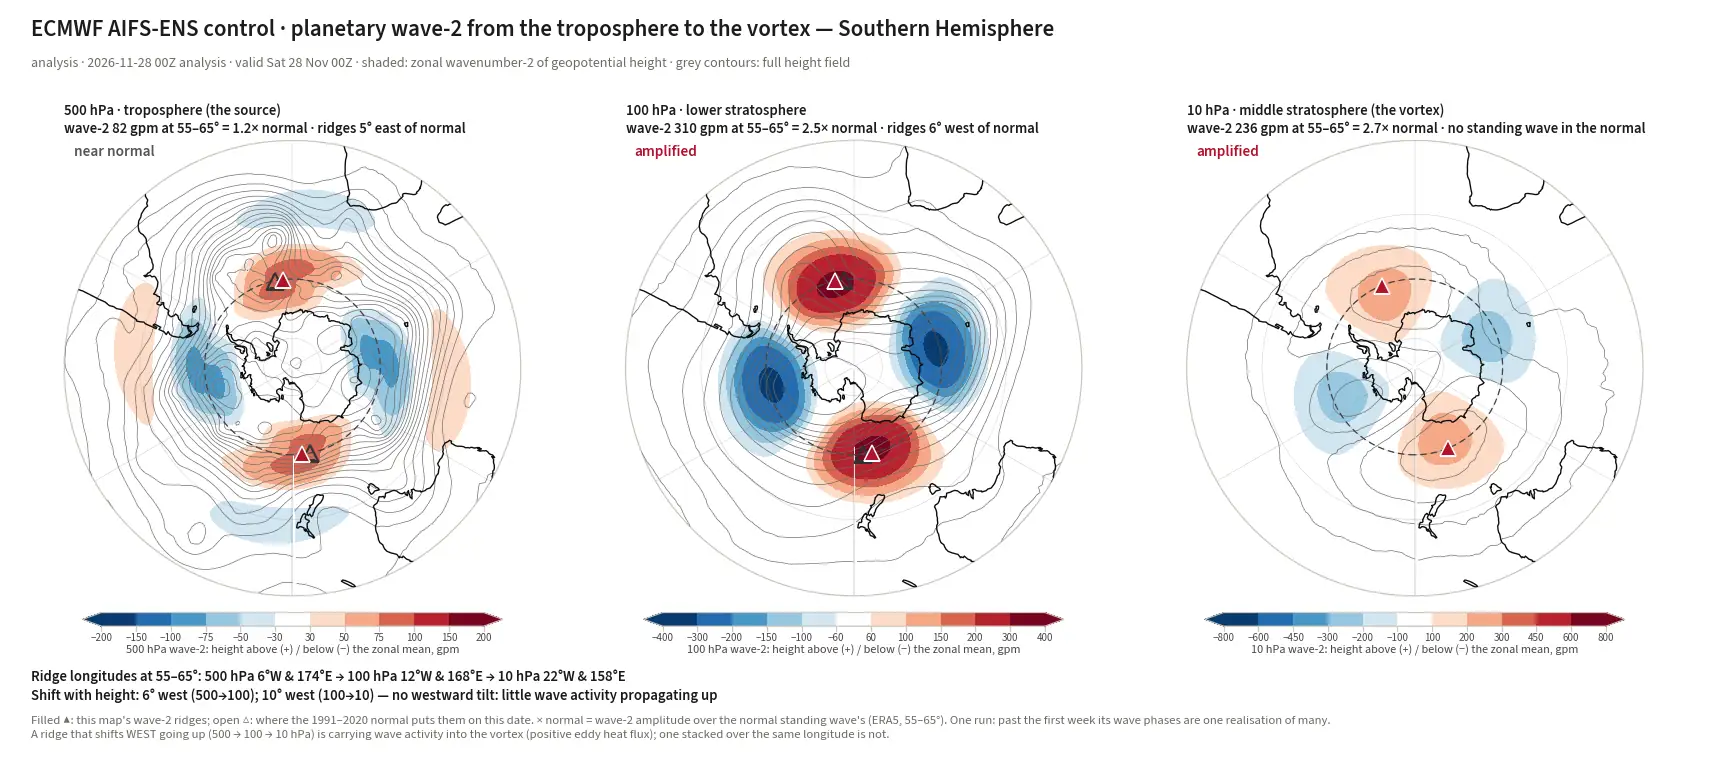 ECMWF AIFS-ENS control · planetary wave-2 from the troposphere to the vortex — Southern Hemisphere
analysis · 2026-11-28 00Z analysis · valid Sat 28 Nov 00Z · shaded: zonal wavenumber-2 of geopotential height · grey contours: full height field
500 hPa · troposphere (the source)
wave-2 82 gpm at 55–65° = 1.2× normal · ridges 5° east of normal
near normal
100 hPa · lower stratosphere
wave-2 310 gpm at 55–65° = 2.5× normal · ridges 6° west of normal
amplified
10 hPa · middle stratosphere (the vortex)
wave-2 236 gpm at 55–65° = 2.7× normal · no standing wave in the normal
amplified
−200 −150 −100 −75 −50 −30 30 50 75 100 150 200
500 hPa wave-2: height above (+) / below (−) the zonal mean, gpm
−400 −300 −200 −150 −100 −60 60 100 150 200 300 400
100 hPa wave-2: height above (+) / below (−) the zonal mean, gpm
−800 −600 −450 −300 −200 −100 100 200 300 450 600 800
10 hPa wave-2: height above (+) / below (−) the zonal mean, gpm
Ridge longitudes at 55–65°: 500 hPa 6°W & 174°E → 100 hPa 12°W & 168°E → 10 hPa 22°W & 158°E
Shift with height: 6° west (500→100); 10° west (100→10) — no westward tilt: little wave activity propagating up
Filled ▲: this map's wave-2 ridges; open △: where the 1991–2020 normal puts them on this date. × normal = wave-2 amplitude over the normal standing wave's (ERA5, 55–65°). One run: past the first week its wave phases are one realisation of many.
A ridge that shifts WEST going up (500 → 100 → 10 hPa) is carrying wave activity into the vortex (positive eddy heat flux); one stacked over the same longitude is not.